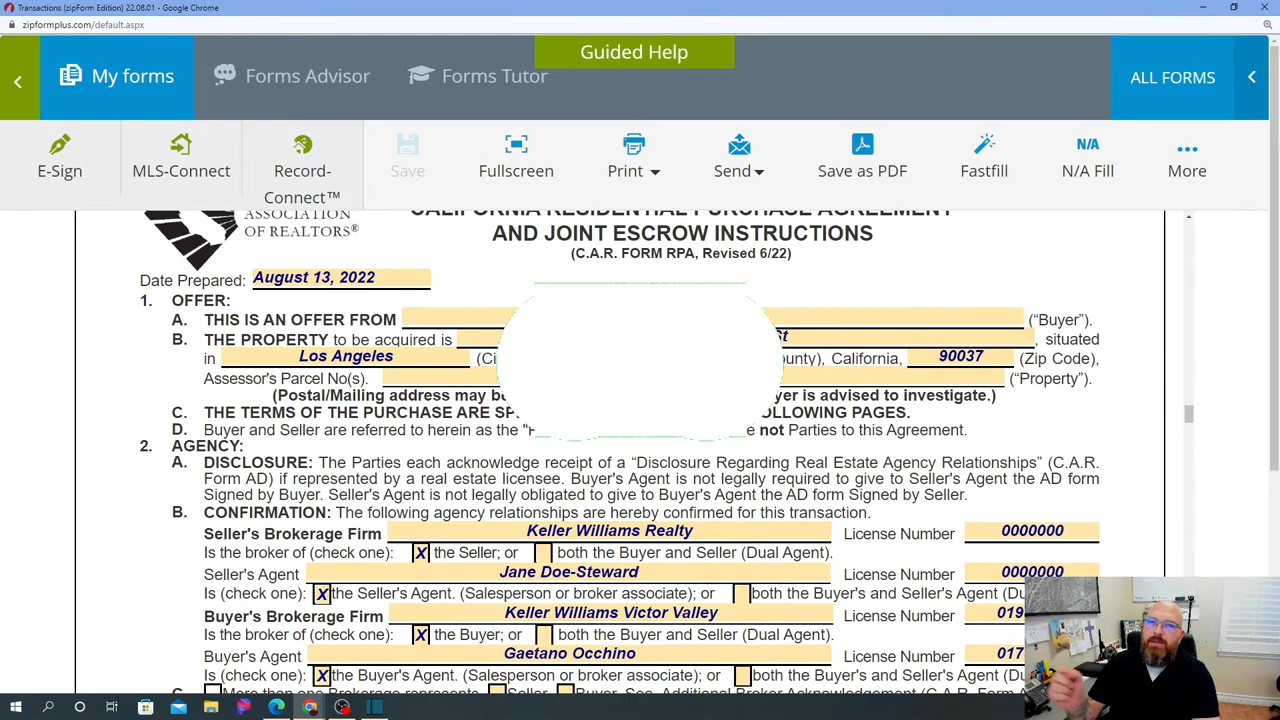 Transactions (zipForm Edition) 22.08.01 - Google Chrome
zipformplus.com/default.aspx
Guided Help
My forms
Forms Advisor
Forms Tutor
ALL FORMS
E-Sign
MLS-Connect
Record-
Connect™
Save
Fullscreen
Print
Send
Save as PDF
Fastfill
N/A
N/A Fill
More
ASSOCIATION
OF REALTORS®
CALIFORNIA RESIDENTIAL PURCHASE AGREEMENT
AND JOINT ESCROW INSTRUCTIONS
(C.A.R. FORM RPA, Revised 6/22)
Date Prepared: August 13, 2022
1. OFFER:
A. THIS IS AN OFFER FROM (“Buyer”).
B. THE PROPERTY to be acquired is St , situated
in Los Angeles (Ci ounty), California, 90037 (Zip Code),
Assessor's Parcel No(s). (“Property”).
(Postal/Mailing address may be yer is advised to investigate.)
C. THE TERMS OF THE PURCHASE ARE SP OLLOWING PAGES.
D. Buyer and Seller are referred to herein as the " e not Parties to this Agreement.
2. AGENCY:
A. DISCLOSURE: The Parties each acknowledge receipt of a “Disclosure Regarding Real Estate Agency Relationships” (C.A.R.
Form AD) if represented by a real estate licensee. Buyer's Agent is not legally required to give to Seller's Agent the AD form
Signed by Buyer. Seller's Agent is not legally obligated to give to Buyer's Agent the AD form Signed by Seller.
B. CONFIRMATION: The following agency relationships are hereby confirmed for this transaction.
Seller's Brokerage Firm Keller Williams Realty License Number 0000000
Is the broker of (check one): X the Seller; or both the Buyer and Seller (Dual Agent).
Seller's Agent Jane Doe-Steward License Number 0000000
Is (check one): X the Seller's Agent. (Salesperson or broker associate); or both the Buyer's and Seller's Agent (Du
Buyer's Brokerage Firm Keller Williams Victor Valley License Number 019
Is the broker of (check one): X the Buyer; or both the Buyer and Seller (Dual Agent).
Buyer's Agent Gaetano Occhino License Number 017
Is (check one): X the Buyer's Agent. (Salesperson or broker associate); or both the Buyer's and Seller's Agent (Du